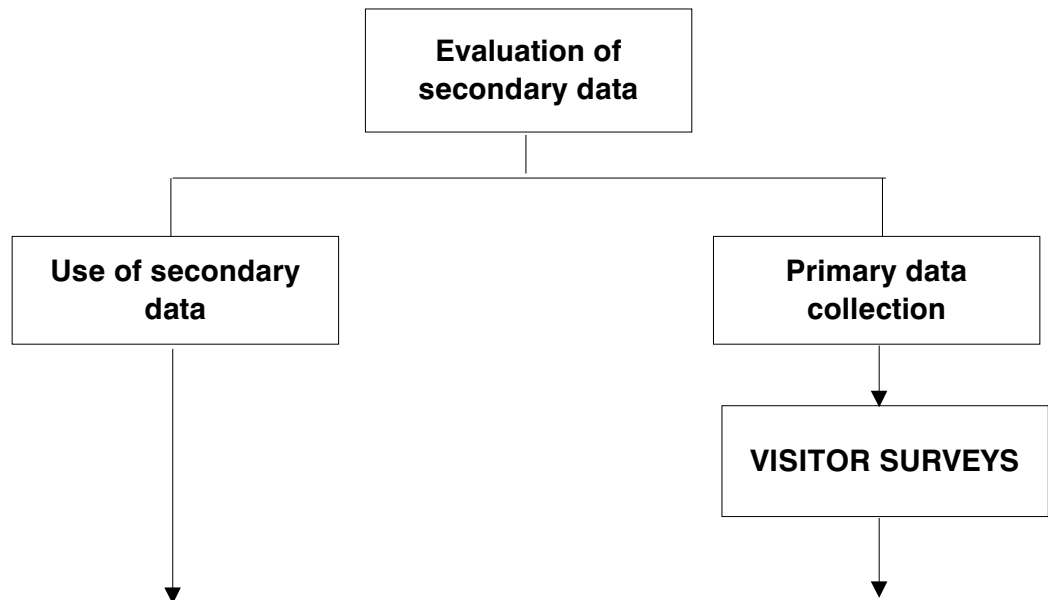 Evaluation of
secondary data
Use of secondary
data
Primary data
collection
VISITOR SURVEYS